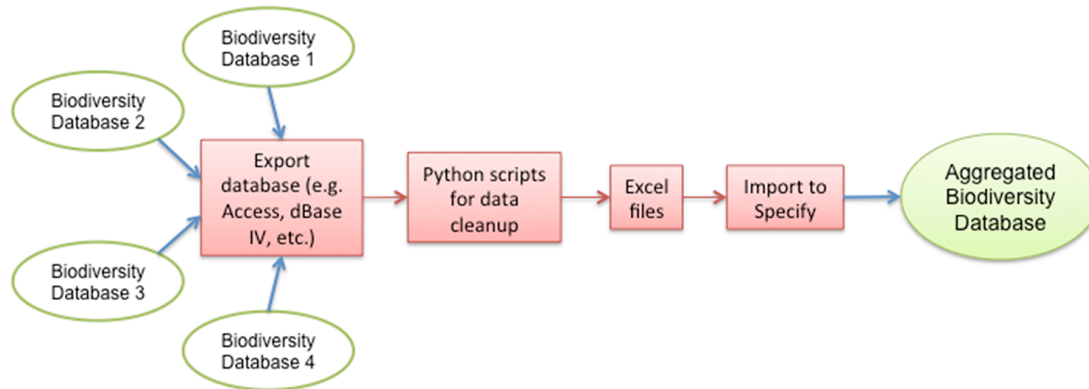 Biodiversity
Database 1
Biodiversity
Database 2
Export
database (e.g.
Access, dBase
IV, etc.)
Python scripts
for data
cleanup
Excel
files
Import to
Specify
Aggregated
Biodiversity
Database
Biodiversity
Database 3
Biodiversity
Database 4